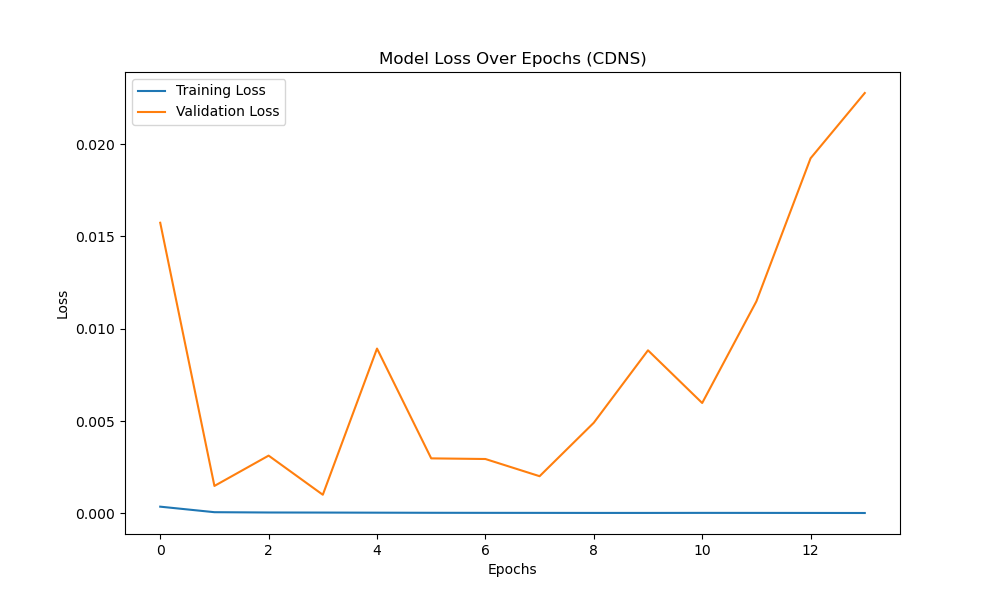 Model Loss Over Epochs (CDNS)
Training Loss
Validation Loss
Loss
0.020
0.015
0.010
0.005
0.000
0 2 4 6 8 10 12
Epochs